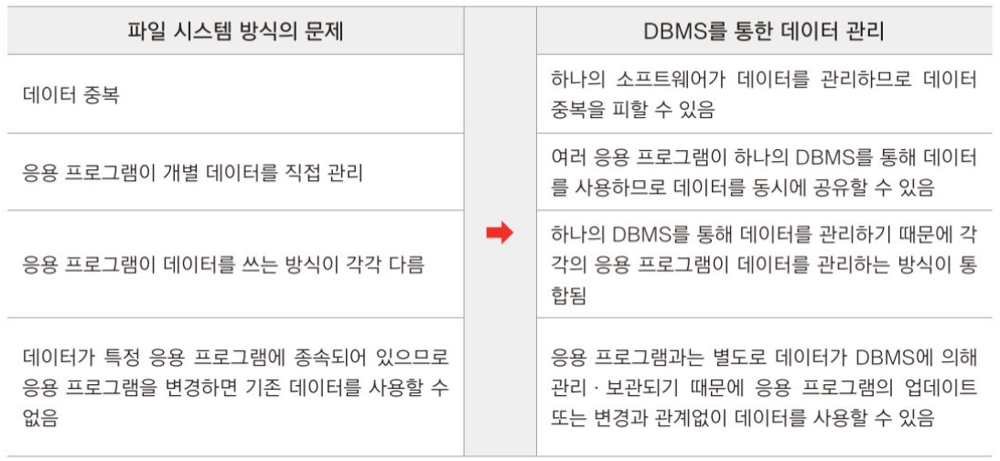 파일 시스템 방식의 문제
DBMS를 통한 데이터 관리
데이터 중복
하나의 소프트웨어가 데이터를 관리하므로 데이터
중복을 피할 수 있음
응용 프로그램이 개별 데이터를 직접 관리
여러 응용 프로그램이 하나의 DBMS를 통해 데이터
를 사용하므로 데이터를 동시에 공유할 수 있음
응용 프로그램이 데이터를 쓰는 방식이 각각 다름
하나의 DBMS를 통해 데이터를 관리하기 때문에 각
각의 응용 프로그램이 데이터를 관리하는 방식이 통
합됨
데이터가 특정 응용 프로그램에 종속되어 있으므로
응용 프로그램을 변경하면 기존 데이터를 사용할 수
없음
응용 프로그램과는 별도로 데이터가 DBMS에 의해
관리·보관되기 때문에 응용 프로그램의 업데이트
또는 변경과 관계없이 데이터를 사용할 수 있음